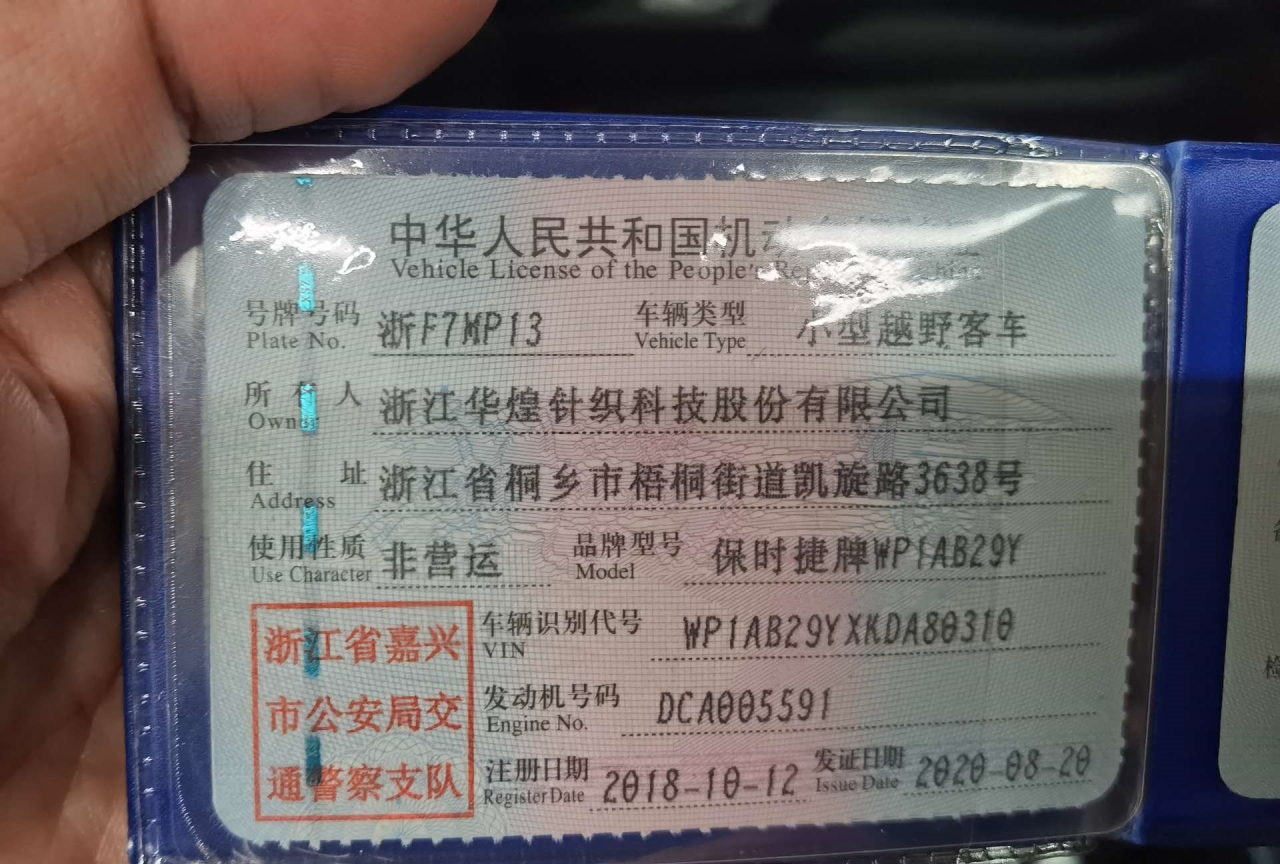 中华人民共和国机动
Vehicle License of the People's
号牌号码 浙F7MP13 车辆类型 小型越野客车
Plate No. Vehicle Type
所有人 浙江华煌针织科技股份有限公司
Owner
住址 浙江省桐乡市梧桐街道凯旋路3638号
Address
使用性质 非营运 品牌型号 保时捷牌WP1AB29Y
Use Character Model
浙江省嘉兴
市公安局交
通警察支队
车辆识别代号 WP1AB29YXKDA80310
VIN
发动机号码 DCA005591
Engine No.
注册日期 2018-10-12 发证日期 2020-08-20
Register Date Issue Date